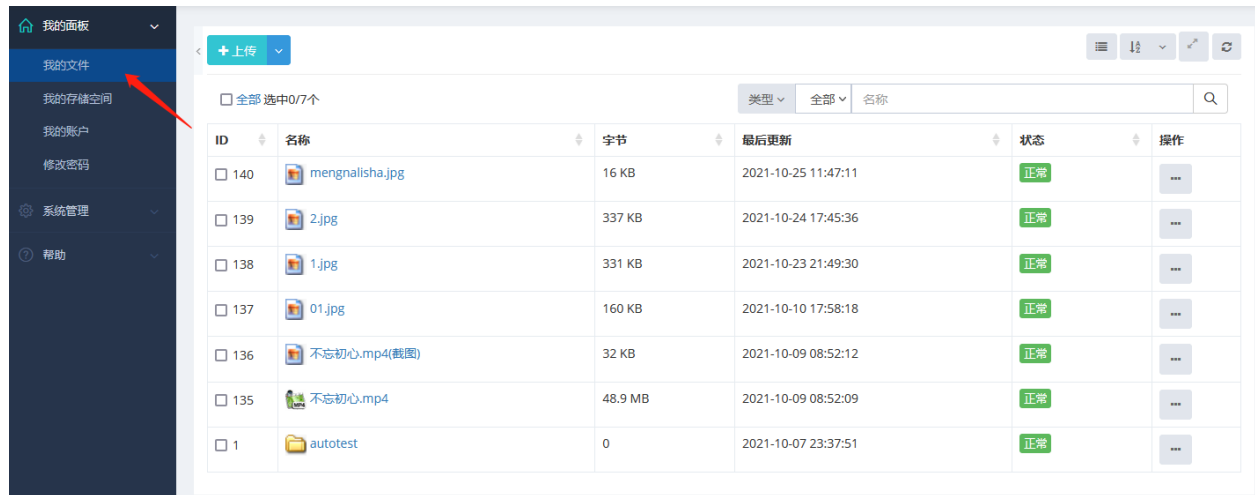 我的面板
我的文件
我的存储空间
我的账户
修改密码
系统管理
帮助
上传
全部 选中0/7个
类型 全部 名称
ID 名称 字节 最后更新 状态 操作
140 mengnalisha.jpg 16 KB 2021-10-25 11:47:11 正常
139 2.jpg 337 KB 2021-10-24 17:45:36 正常
138 1.jpg 331 KB 2021-10-23 21:49:30 正常
137 01.jpg 160 KB 2021-10-10 17:58:18 正常
136 不忘初心.mp4(截图) 32 KB 2021-10-09 08:52:12 正常
135 不忘初心.mp4 48.9 MB 2021-10-09 08:52:09 正常
1 autotest 0 2021-10-07 23:37:51 正常